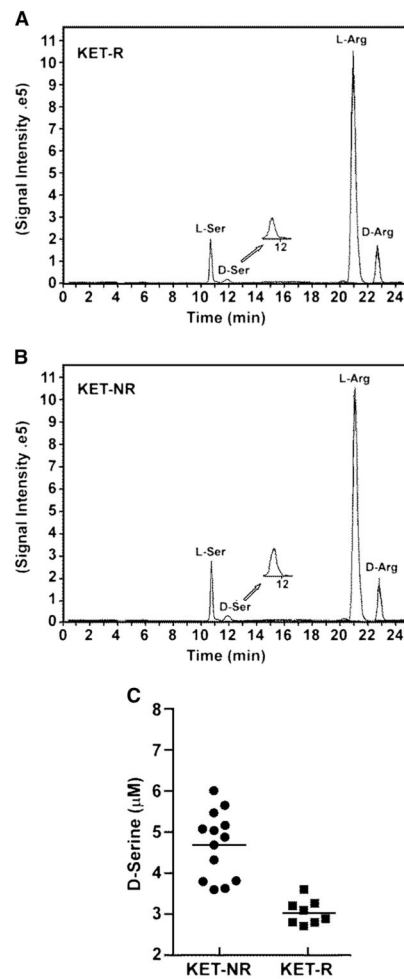 A
KET-R
(Signal Intensity .e5)
11
10
9
8
7
6
5
4
3
2
1
0
L-Ser
D-Ser
12
L-Arg
D-Arg
0 2 4 6 8 10 12 14 16 18 20 22 24
Time (min)
B
KET-NR
(Signal Intensity .e5)
11
10
9
8
7
6
5
4
3
2
1
0
L-Ser
D-Ser
12
L-Arg
D-Arg
0 2 4 6 8 10 12 14 16 18 20 22 24
Time (min)
C
D-Serine (μM)
8
7
6
5
4
3
2
KET-NR KET-R